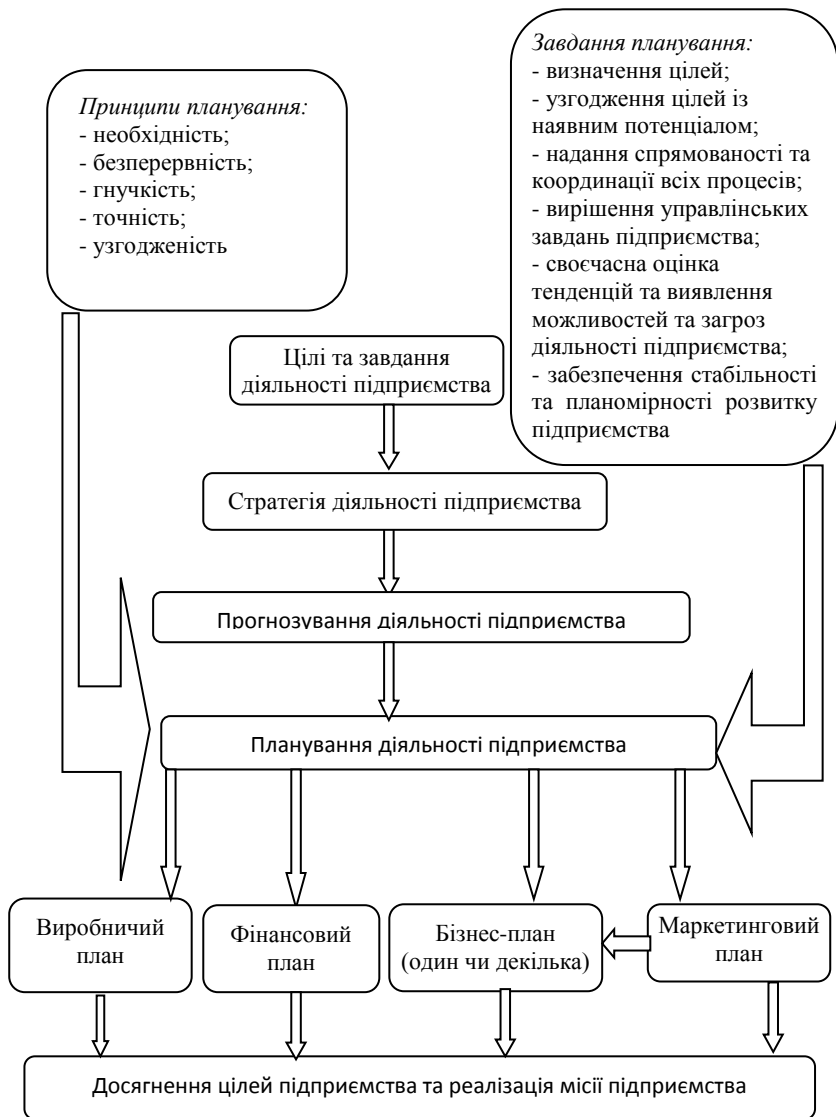 Принципи планування:
- необхідність;
- безперервність;
- гнучкість;
- точність;
- узгодженість
Завдання планування:
- визначення цілей;
- узгодження цілей із
наявним потенціалом;
- надання спрямованості та
координації всіх процесів;
- вирішення управлінських
завдань підприємства;
- своєчасна оцінка
тенденцій та виявлення
можливостей та загроз
діяльності підприємства;
- забезпечення стабільності
та планомірності розвитку
підприємства
Цілі та завдання
діяльності підприємства
Стратегія діяльності підприємства
Прогнозування діяльності підприємства
Планування діяльності підприємства
Виробничий
план
Фінансовий
план
Бізнес-план
(один чи декілька)
Маркетинговий
план
Досягнення цілей підприємства та реалізація місії підприємства